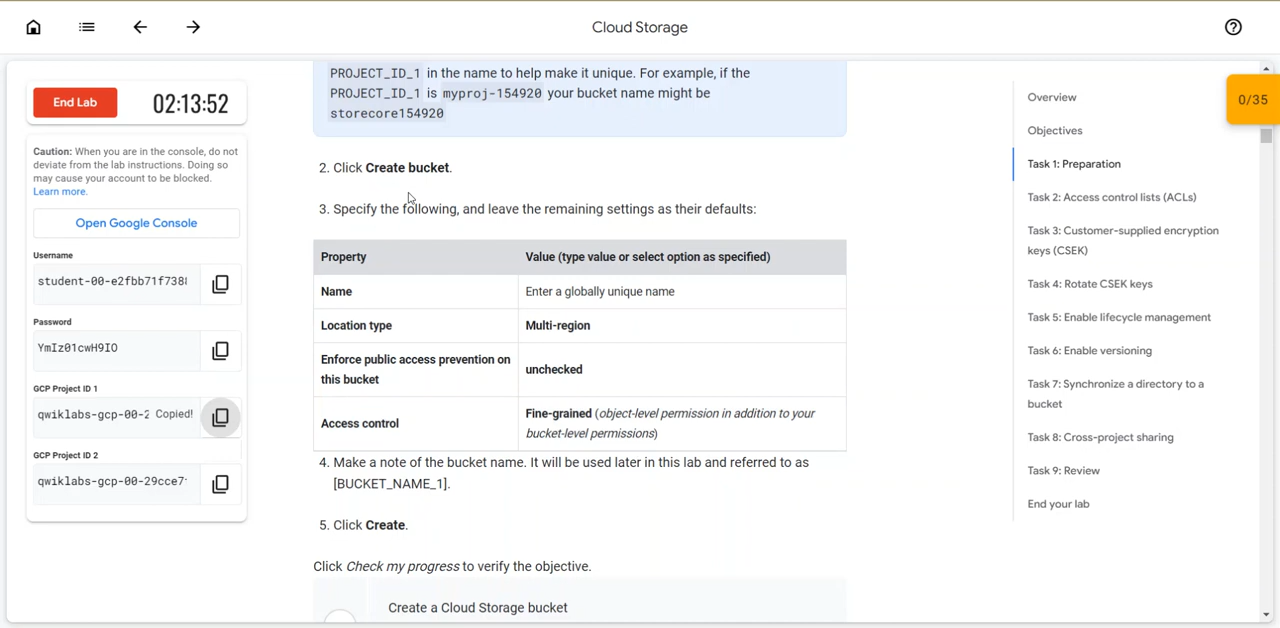 Cloud Storage
End Lab
02:13:52
Caution: When you are in the console, do not
deviate from the lab instructions. Doing so
may cause your account to be blocked.
Learn more.
Open Google Console
Username
student-00-e2fbb71f738
Password
YmIz01cwH9IO
GCP Project ID 1
qwiklabs-gcp-00-2 Copied!
GCP Project ID 2
qwiklabs-gcp-00-29cce7
PROJECT_ID_1 in the name to help make it unique. For example, if the
PROJECT_ID_1 is myproj-154920 your bucket name might be
storecore154920
2. Click Create bucket.
3. Specify the following, and leave the remaining settings as their defaults:
Property Value (type value or select option as specified)
Name Enter a globally unique name
Location type Multi-region
Enforce public access prevention on
this bucket unchecked
Access control Fine-grained (object-level permission in addition to your
bucket-level permissions)
4. Make a note of the bucket name. It will be used later in this lab and referred to as
[BUCKET_NAME_1].
5. Click Create.
Click Check my progress to verify the objective.
Create a Cloud Storage bucket
Overview
Objectives
Task 1: Preparation
Task 2: Access control lists (ACLs)
Task 3: Customer-supplied encryption
keys (CSEK)
Task 4: Rotate CSEK keys
Task 5: Enable lifecycle management
Task 6: Enable versioning
Task 7: Synchronize a directory to a
bucket
Task 8: Cross-project sharing
Task 9: Review
End your lab
0/35